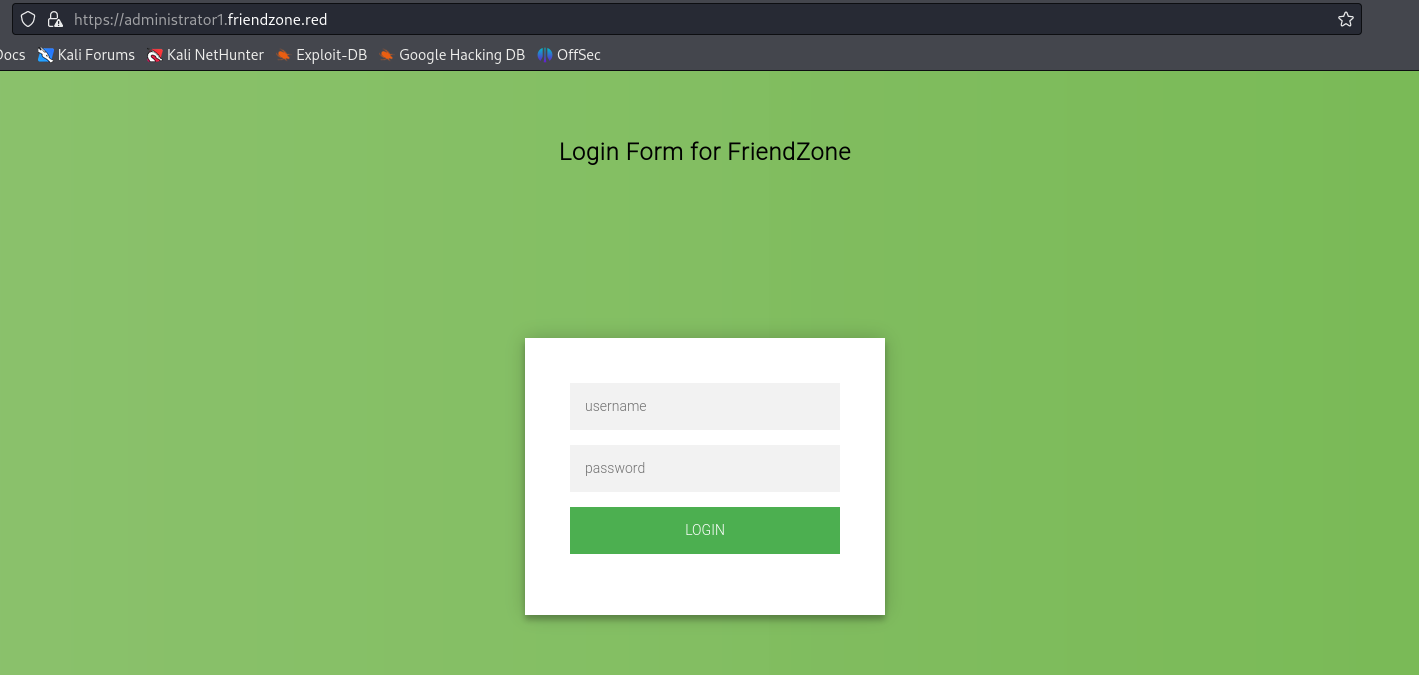 https://administrator1.friendzone.red
Docs Kali Forums Kali NetHunter Exploit-DB Google Hacking DB OffSec
Login Form for FriendZone
username
password
LOGIN